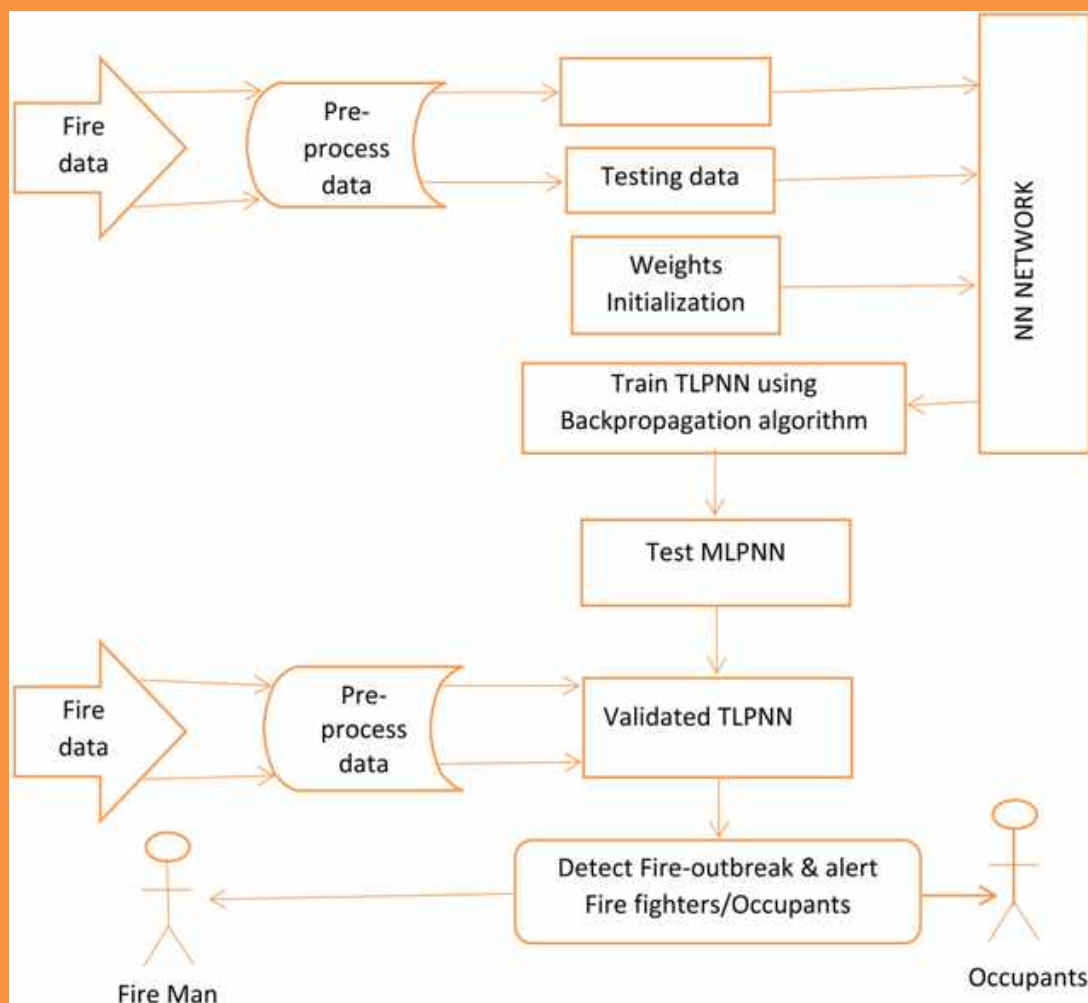 Fire
data
Pre-
process
data
Testing data
Weights
Initialization
NN NETWORK
Train TLPNN using
Backpropagation algorithm
Test MLPNN
Fire
data
Pre-
process
data
Validated TLPNN
Detect Fire-outbreak & alert
Fire fighters/Occupants
Fire Man
Occupants